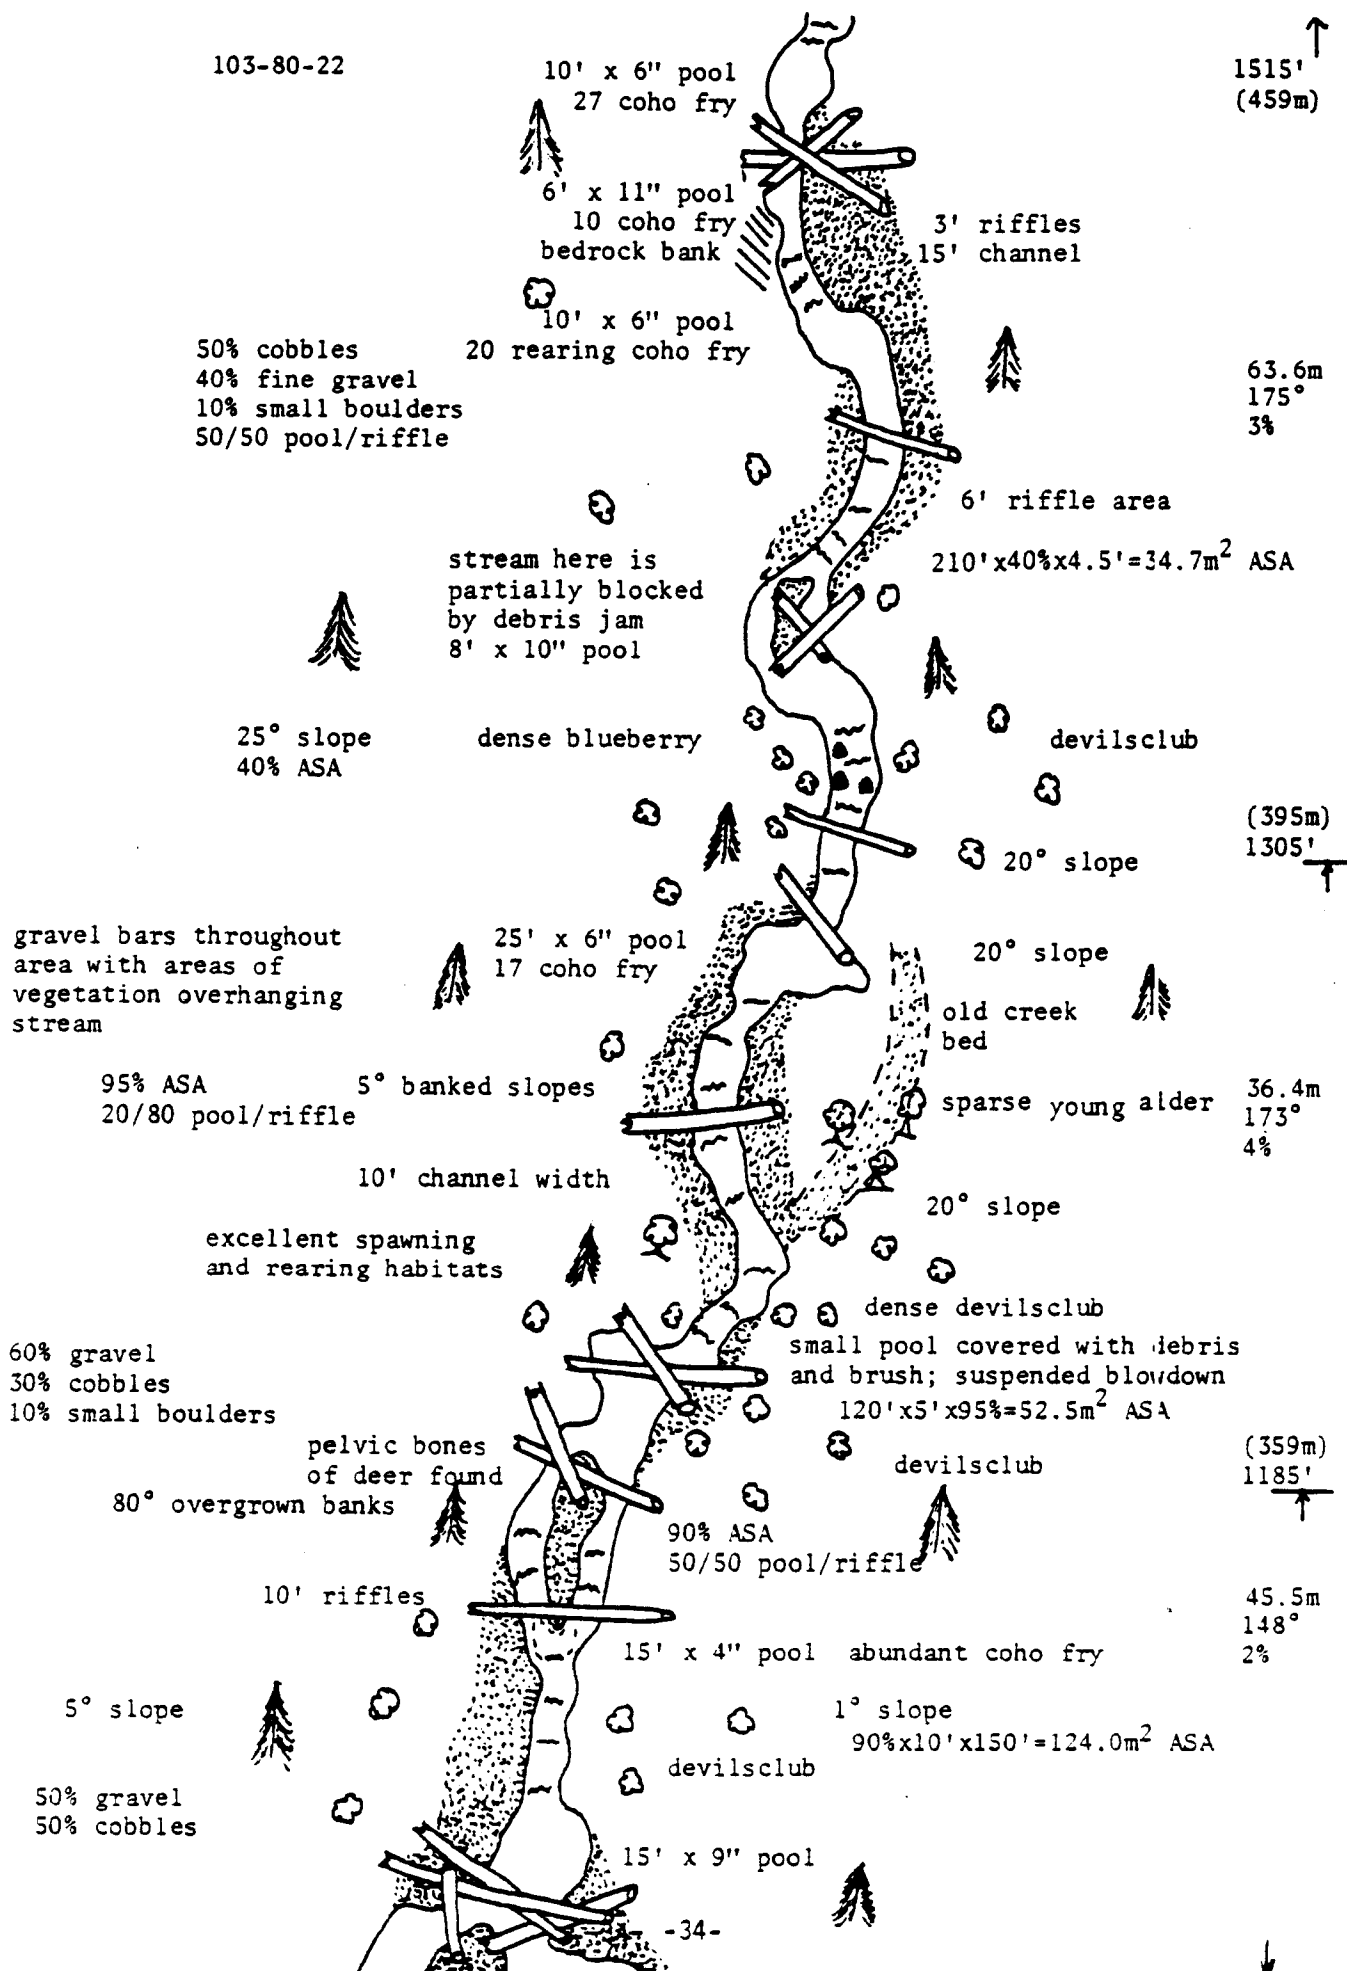 103-80-22
10' x 6" pool
27 coho fry
1515'
(459m)
6' x 11" pool
10 coho fry
bedrock bank
3' riffles
15' channel
10' x 6" pool
20 rearing coho fry
50% cobbles
40% fine gravel
10% small boulders
50/50 pool/riffle
63.6m
175°
3%
6' riffle area
210'x40%x4.5'=34.7m² ASA
stream here is
partially blocked
by debris jam
8' x 10" pool
25° slope
40% ASA
dense blueberry
devilsclub
(395m)
1305'
20° slope
gravel bars throughout
area with areas of
vegetation overhanging
stream
25' x 6" pool
17 coho fry
20° slope
old creek
bed
95% ASA
20/80 pool/riffle
5° banked slopes
sparse young alder
36.4m
173°
4%
10' channel width
20° slope
excellent spawning
and rearing habitats
dense devilsclub
small pool covered with debris
and brush; suspended blowdown
120'x5'x95%=52.5m² ASA
60% gravel
30% cobbles
10% small boulders
pelvic bones
of deer found
80° overgrown banks
devilsclub
(359m)
1185'
90% ASA
50/50 pool/riffle
10' riffles
45.5m
148°
2%
15' x 4" pool
abundant coho fry
5° slope
1° slope
90%x10'x150'=124.0m² ASA
devilsclub
50% gravel
50% cobbles
15' x 9" pool
-34-